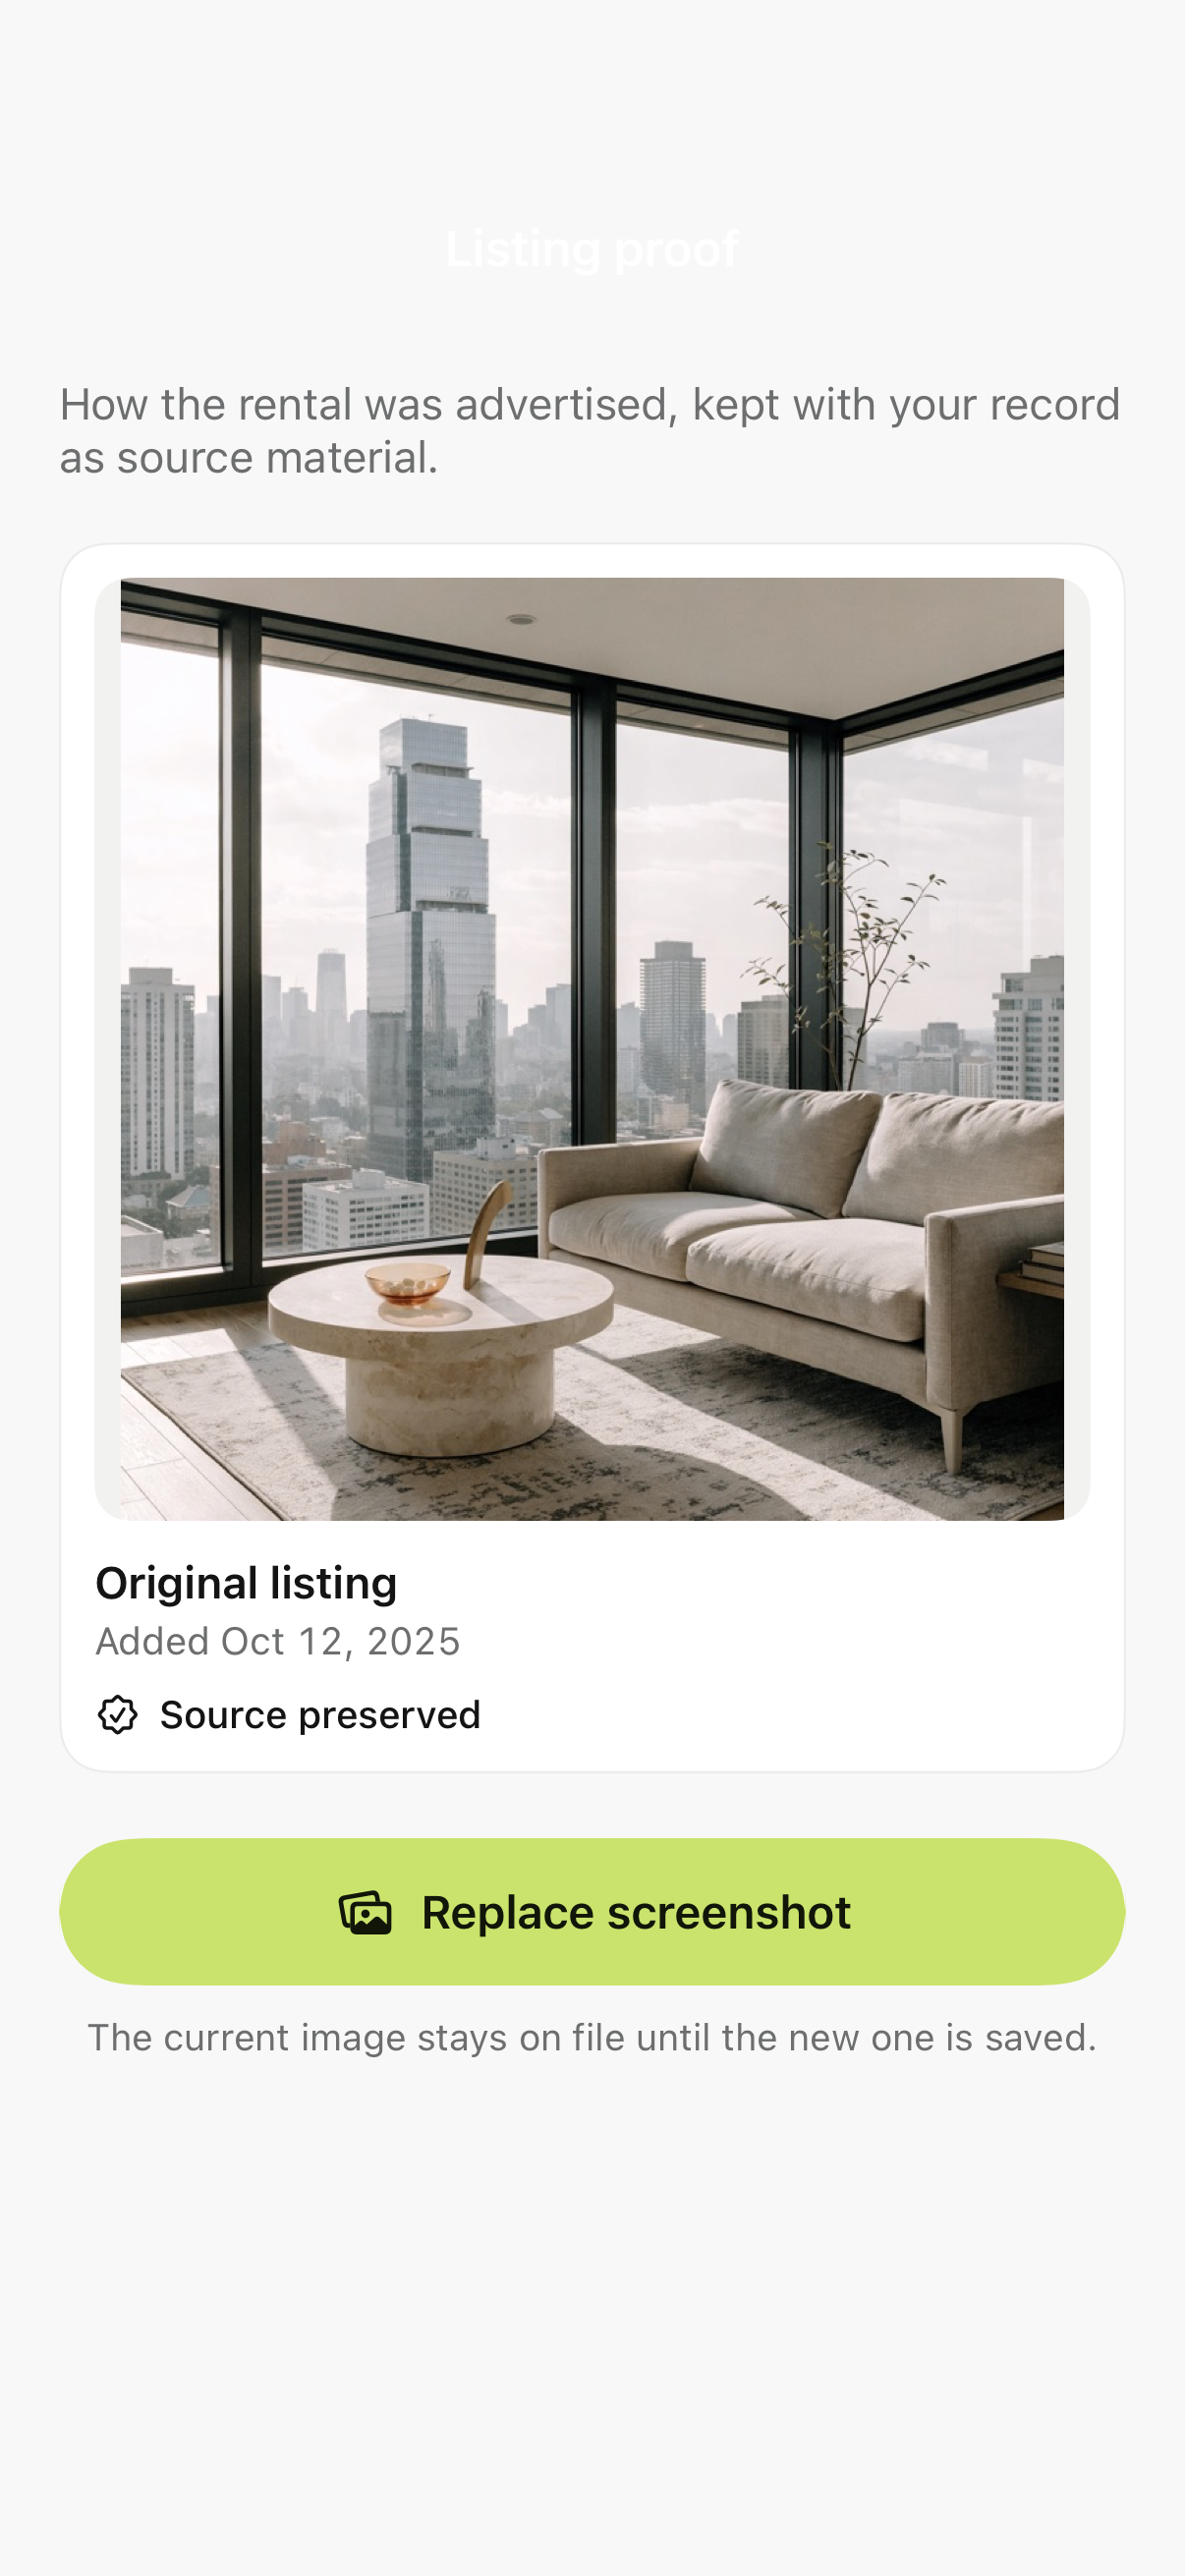 Listing proof
How the rental was advertised, kept with your record
as source material.
Original listing
Added Oct 12, 2025
Source preserved
Replace screenshot
The current image stays on file until the new one is saved.